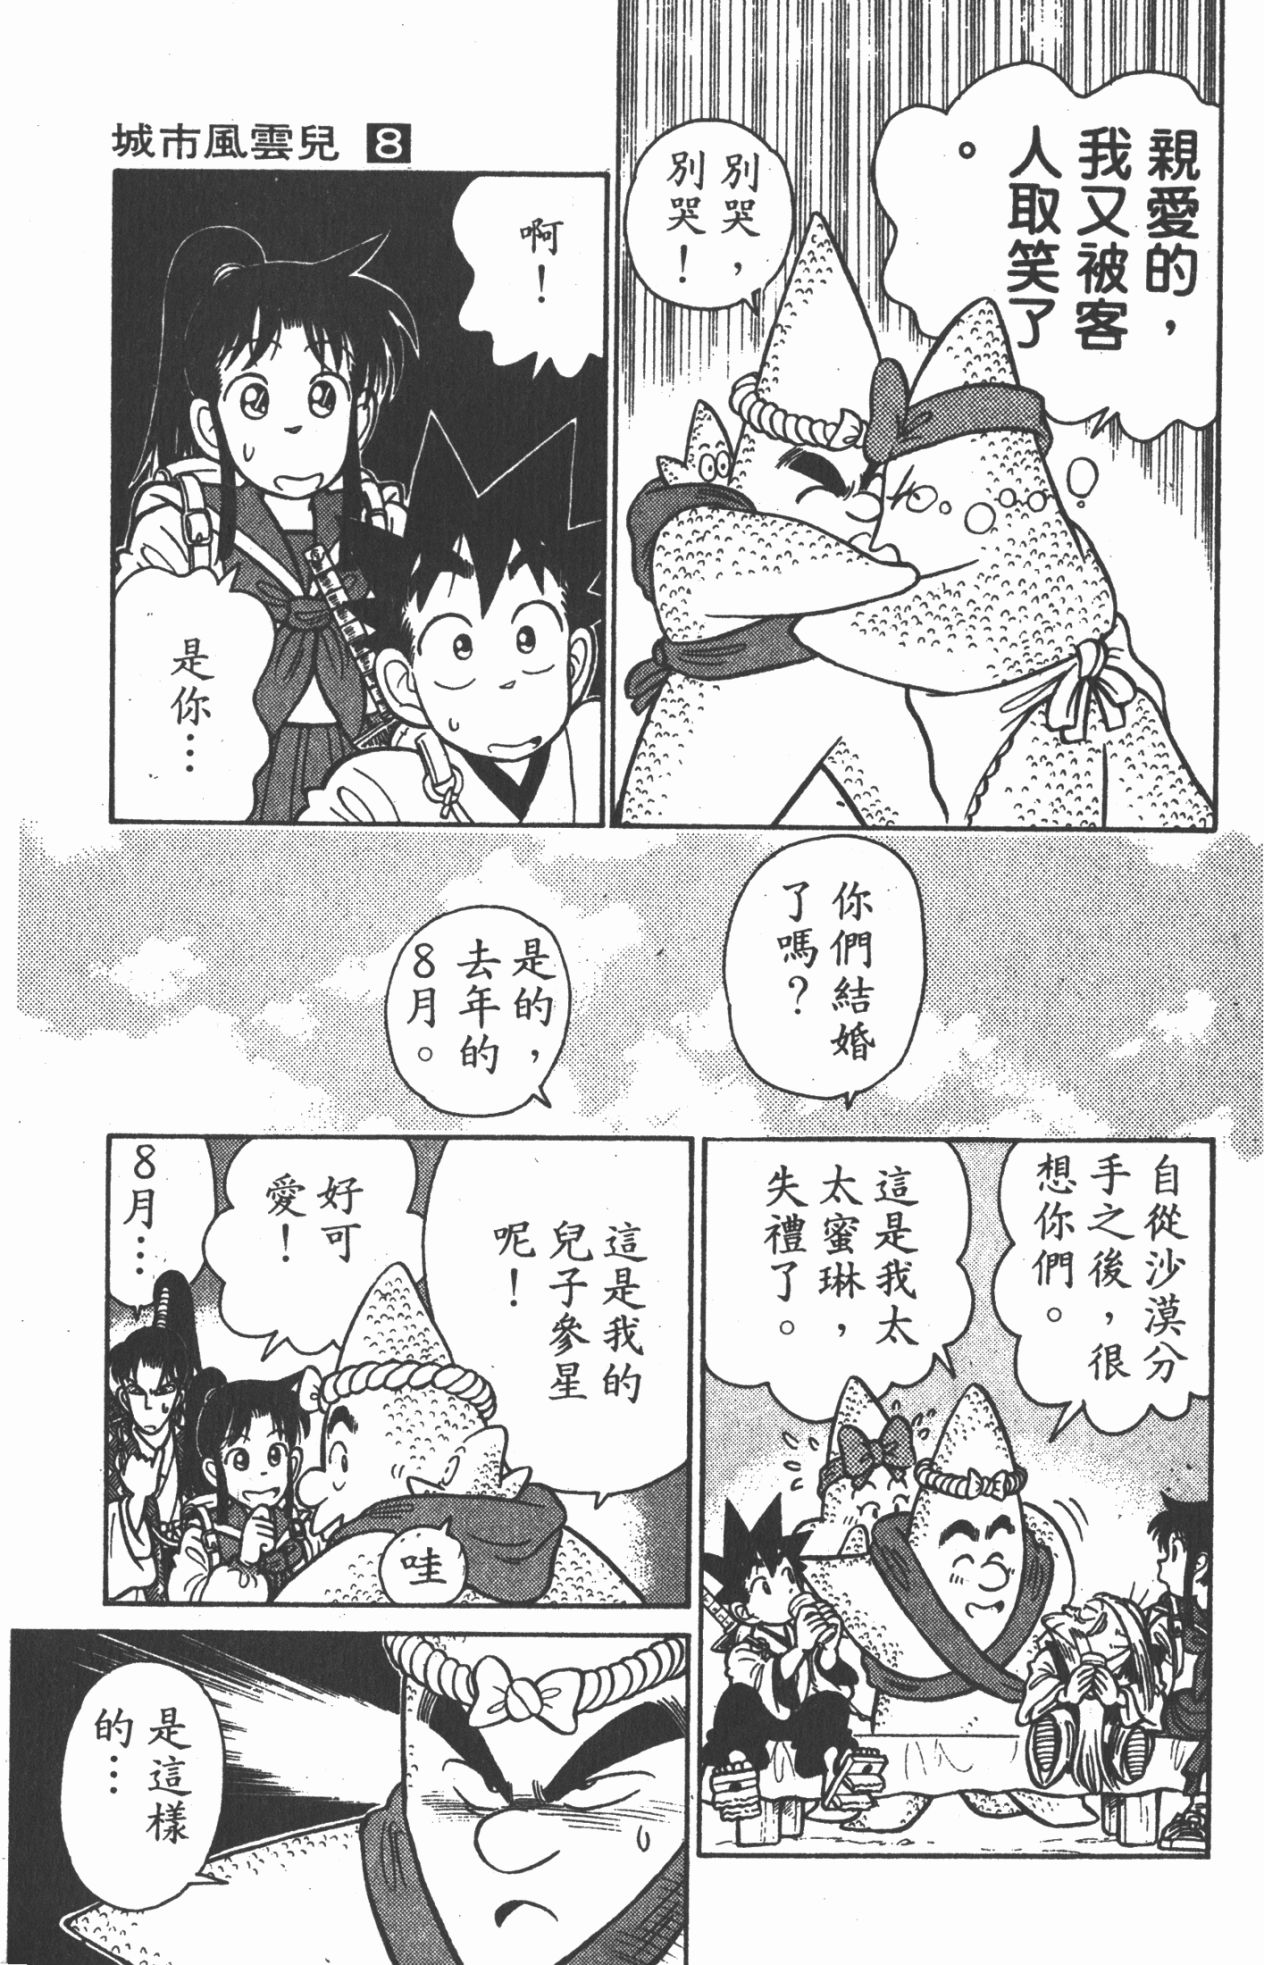 城市風雲兒 8
親愛的，
我又被客
人取笑了
。
別哭，
別哭！
啊！
是你…
你們結婚
了嗎？
是的，
去年的
8月。
自從沙漠分
手之後，很
想你們。
這是我太
太蜜琳，
失禮了。
這是我的
兒子參星
呢！
好可
愛！
8月…
哇
是這樣
的…